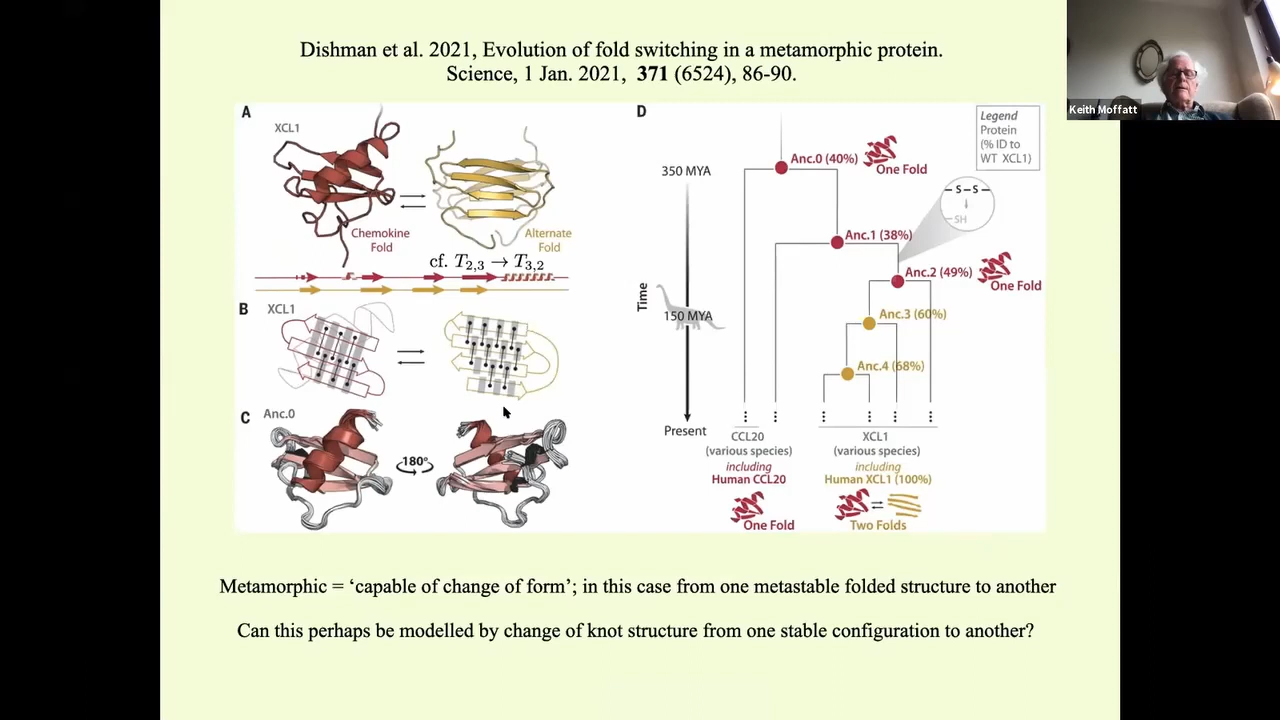 Dishman et al. 2021, Evolution of fold switching in a metamorphic protein.
Science, 1 Jan. 2021, 371 (6524), 86-90.
Keith Moffatt
A
XCL1
Chemokine
Fold
Alternate
Fold
cf. T2,3 → T3,2
B
XCL1
C
Anc.0
180°
D
Legend
Protein
(% ID to
WT XCL1)
350 MYA
Anc.0 (40%)
One Fold
–S–S–
–SH
Anc.1 (38%)
Anc.2 (49%)
One Fold
Time
150 MYA
Anc.3 (60%)
Anc.4 (68%)
Present
CCL20
(various species)
including
Human CCL20
One Fold
XCL1
(various species)
including
Human XCL1 (100%)
Two Folds
Metamorphic = ‘capable of change of form’; in this case from one metastable folded structure to another
Can this perhaps be modelled by change of knot structure from one stable configuration to another?